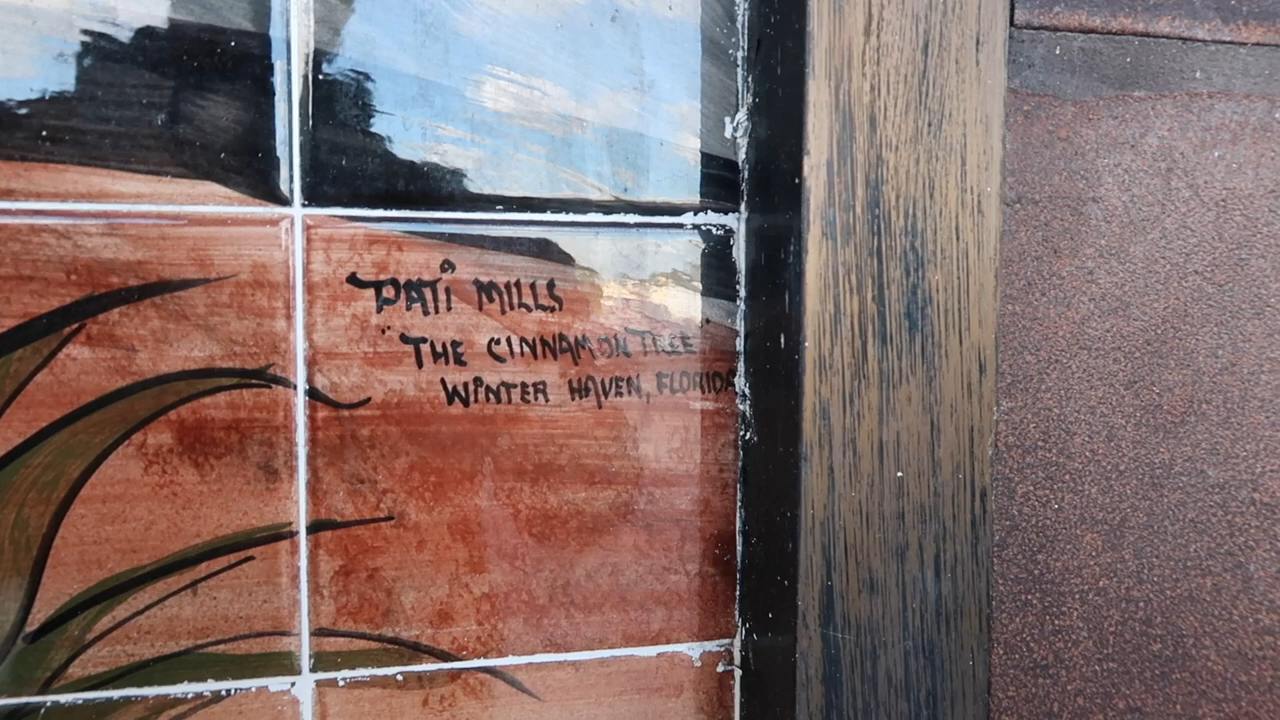 PATi MiLLS
"THE CINNAMON TREE"
WiNTER HAVEN, FLORIDA